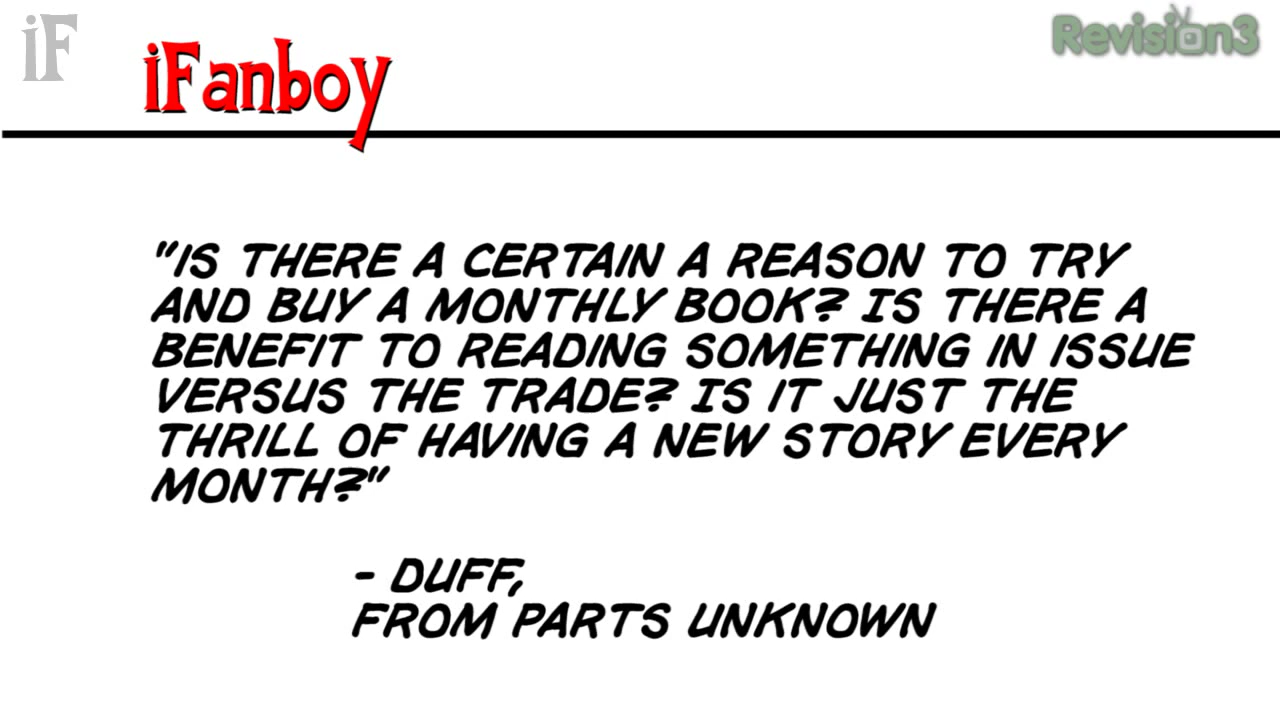 iF
Revision3
iFanboy
"IS THERE A CERTAIN A REASON TO TRY
AND BUY A MONTHLY BOOK? IS THERE A
BENEFIT TO READING SOMETHING IN ISSUE
VERSUS THE TRADE? IS IT JUST THE
THRILL OF HAVING A NEW STORY EVERY
MONTH?"
- DUFF,
FROM PARTS UNKNOWN